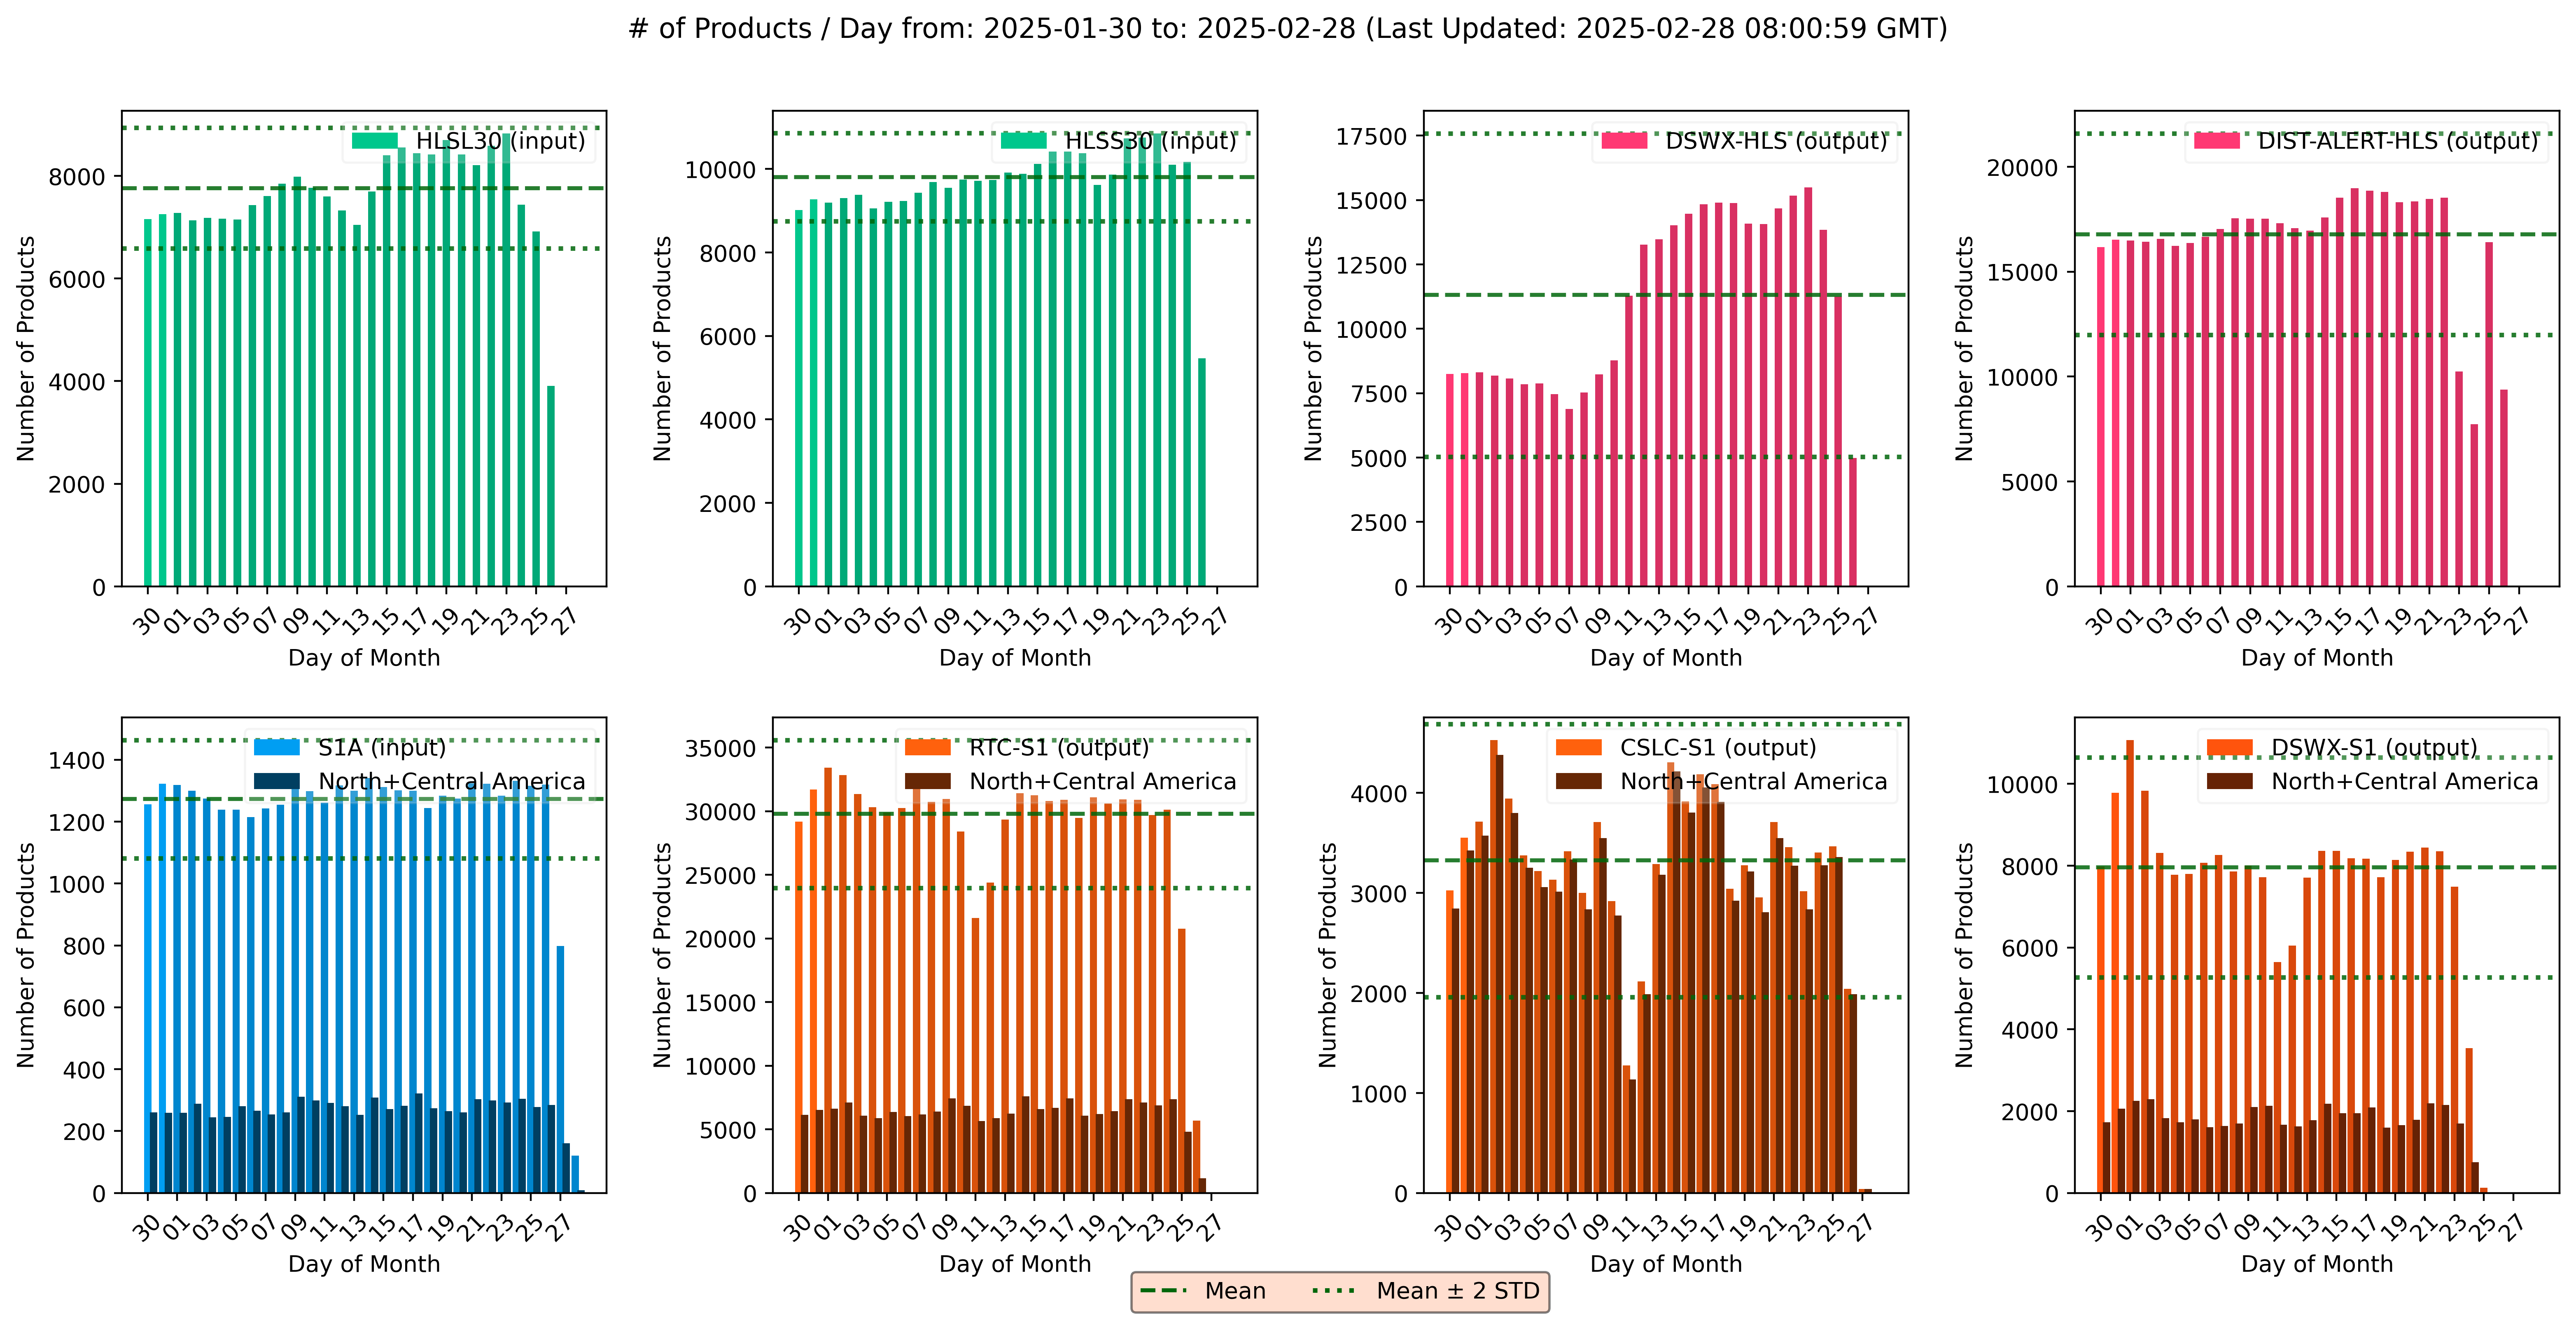 # of Products / Day from: 2025-01-30 to: 2025-02-28 (Last Updated: 2025-02-28 08:00:59 GMT)
HLSL30 (input)
Number of Products
8000
6000
4000
2000
0
30 01 03 05 07 09 11 13 15 17 19 21 23 25 27
Day of Month
HLSS30 (input)
Number of Products
10000
8000
6000
4000
2000
0
30 01 03 05 07 09 11 13 15 17 19 21 23 25 27
Day of Month
DSWX-HLS (output)
Number of Products
17500
15000
12500
10000
7500
5000
2500
0
30 01 03 05 07 09 11 13 15 17 19 21 23 25 27
Day of Month
DIST-ALERT-HLS (output)
Number of Products
20000
15000
10000
5000
0
30 01 03 05 07 09 11 13 15 17 19 21 23 25 27
Day of Month
S1A (input)
North+Central America
Number of Products
1400
1200
1000
800
600
400
200
0
30 01 03 05 07 09 11 13 15 17 19 21 23 25 27
Day of Month
RTC-S1 (output)
North+Central America
Number of Products
35000
30000
25000
20000
15000
10000
5000
0
30 01 03 05 07 09 11 13 15 17 19 21 23 25 27
Day of Month
CSLC-S1 (output)
North+Central America
Number of Products
4000
3000
2000
1000
0
30 01 03 05 07 09 11 13 15 17 19 21 23 25 27
Day of Month
DSWX-S1 (output)
North+Central America
Number of Products
10000
8000
6000
4000
2000
0
30 01 03 05 07 09 11 13 15 17 19 21 23 25 27
Day of Month
Mean
Mean ± 2 STD